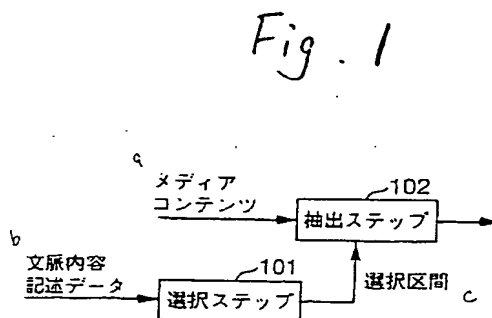 Fig. 1
a
メディア
コンテンツ
102
抽出ステップ
b
文脈内容
記述データ
101
選択ステップ
選択区間
c